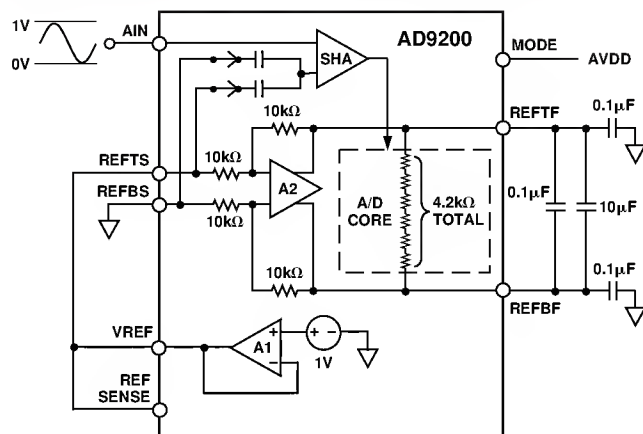 1V
0V
AIN
SHA
AD9200
MODE
AVDD
10kΩ
REFTF
0.1μF
REFTS
10kΩ
REFBS
A2
10kΩ
A/D
CORE
4.2kΩ
TOTAL
0.1μF
10μF
10kΩ
0.1μF
REFBF
VREF
A1
+
−
+ −
1V
REF
SENSE